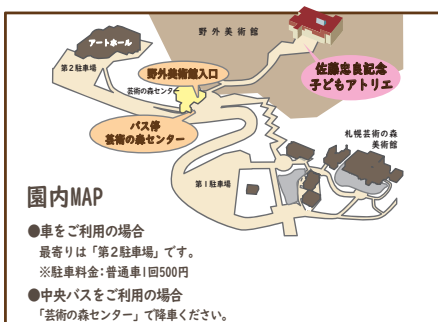 野外美術館
アートホール
第2駐車場
野外美術館入口
佐藤忠良記念
子どもアトリエ
芸術の森センター
バス停
芸術の森センター
札幌芸術の森
美術館
第1駐車場
園内MAP
●車をご利用の場合
最寄りは「第2駐車場」です。
※駐車料金:普通車1回500円
●中央バスをご利用の場合
「芸術の森センター」で降車ください。